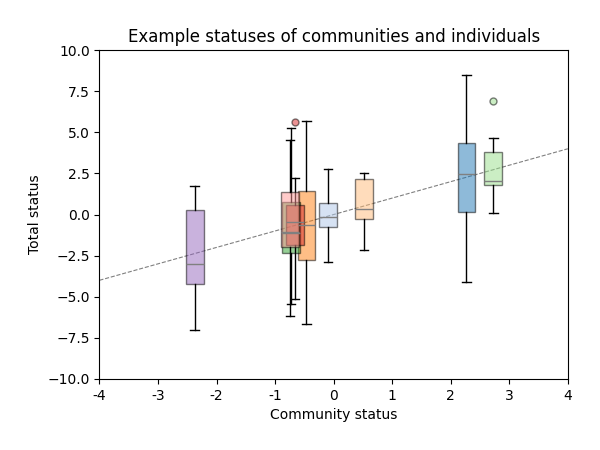 Example statuses of communities and individuals
10.0
7.5
5.0
2.5
0.0
−2.5
−5.0
−7.5
−10.0
Total status
-4 -3 -2 -1 0 1 2 3 4
Community status